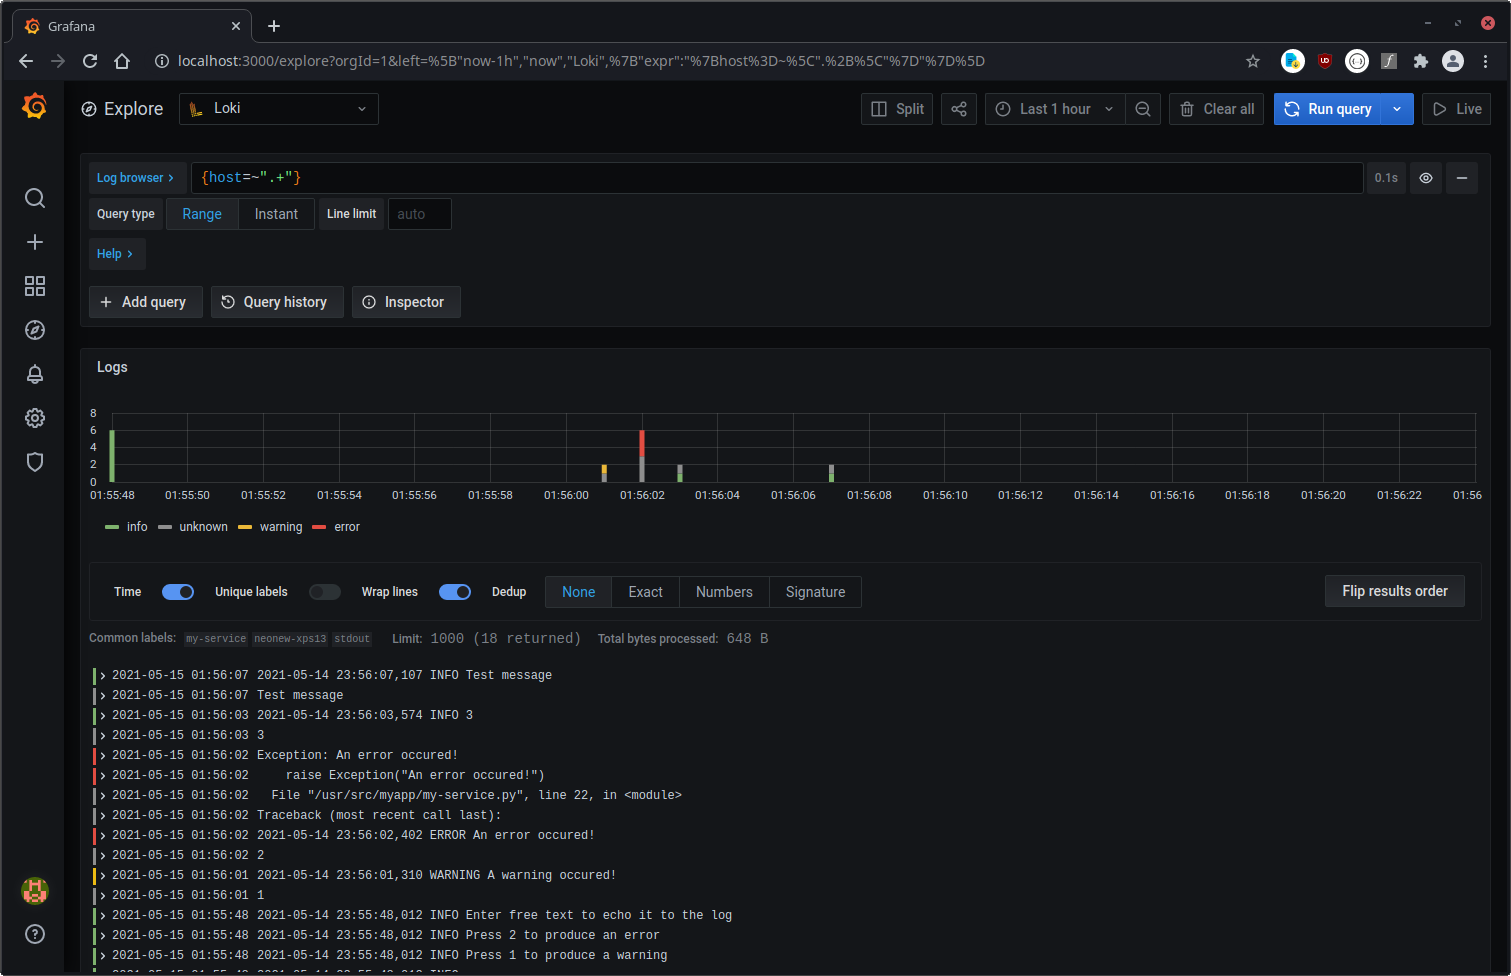 Grafana
localhost:3000/explore?orgId=1&left=%5B"now-1h","now","Loki",%7B"expr":"%7Bhost%3D~%5C".%2B%5C"%7D"%7D%5D
Explore Loki Split Last 1 hour Clear all Run query Live
Log browser > {host=~".+"} 0.1s
Query type Range Instant Line limit auto
Help >
+ Add query Query history Inspector
Logs
8
6
4
2
0
01:55:48 01:55:50 01:55:52 01:55:54 01:55:56 01:55:58 01:56:00 01:56:02 01:56:04 01:56:06 01:56:08 01:56:10 01:56:12 01:56:14 01:56:16 01:56:18 01:56:20 01:56:22 01:56
info unknown warning error
Time Unique labels Wrap lines Dedup None Exact Numbers Signature Flip results order
Common labels: my-service neonew-xps13 stdout Limit: 1000 (18 returned) Total bytes processed: 648 B
> 2021-05-15 01:56:07 2021-05-14 23:56:07,107 INFO Test message
> 2021-05-15 01:56:07 Test message
> 2021-05-15 01:56:03 2021-05-14 23:56:03,574 INFO 3
> 2021-05-15 01:56:03 3
> 2021-05-15 01:56:02 Exception: An error occured!
> 2021-05-15 01:56:02 raise Exception("An error occured!")
> 2021-05-15 01:56:02 File "/usr/src/myapp/my-service.py", line 22, in <module>
> 2021-05-15 01:56:02 Traceback (most recent call last):
> 2021-05-15 01:56:02 2021-05-14 23:56:02,402 ERROR An error occured!
> 2021-05-15 01:56:02 2
> 2021-05-15 01:56:01 2021-05-14 23:56:01,310 WARNING A warning occured!
> 2021-05-15 01:56:01 1
> 2021-05-15 01:55:48 2021-05-14 23:55:48,012 INFO Enter free text to echo it to the log
> 2021-05-15 01:55:48 2021-05-14 23:55:48,012 INFO Press 2 to produce an error
> 2021-05-15 01:55:48 2021-05-14 23:55:48,012 INFO Press 1 to produce a warning